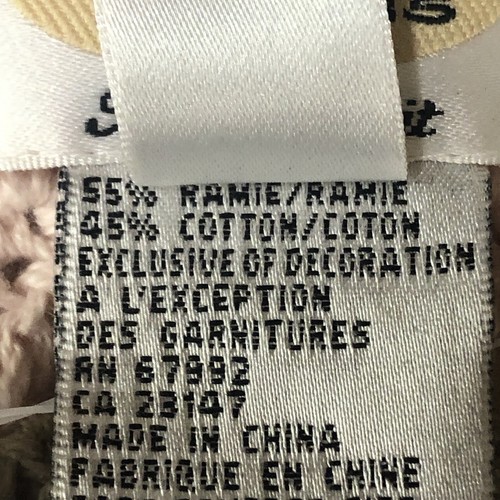 55% RAMIE/RAMIE
45% COTTON/COTON
EXCLUSIVE OF DECORATION
A L'EXCEPTION
DES GARNITURES
RN 67992
CA 23147
MADE IN CHINA
FABRIQUE EN CHINE